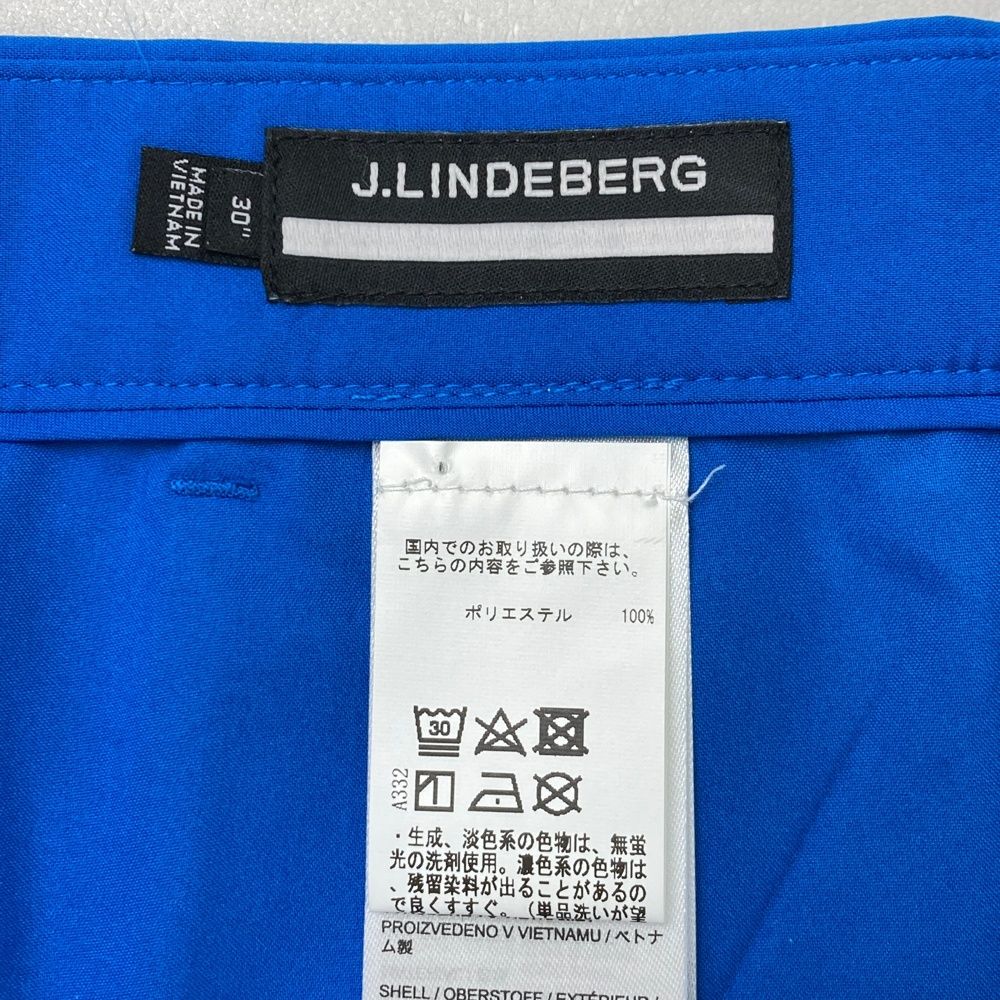 J.LINDEBERG
30"
MADE IN
VIETNAM
国内でのお取り扱いの際は、
こちらの内容をご参照下さい。
ポリエステル 100%
30
A332
・生成、淡色系の色物は、無蛍
光の洗剤使用。濃色系の色物は
、残留染料が出ることがあるの
で良くすすぐ。（単品洗いが望
PROIZVEDENO V VIETNAMU / ベトナ
ム製
SHELL / OBERSTOFF / EXTÉRIEUR /